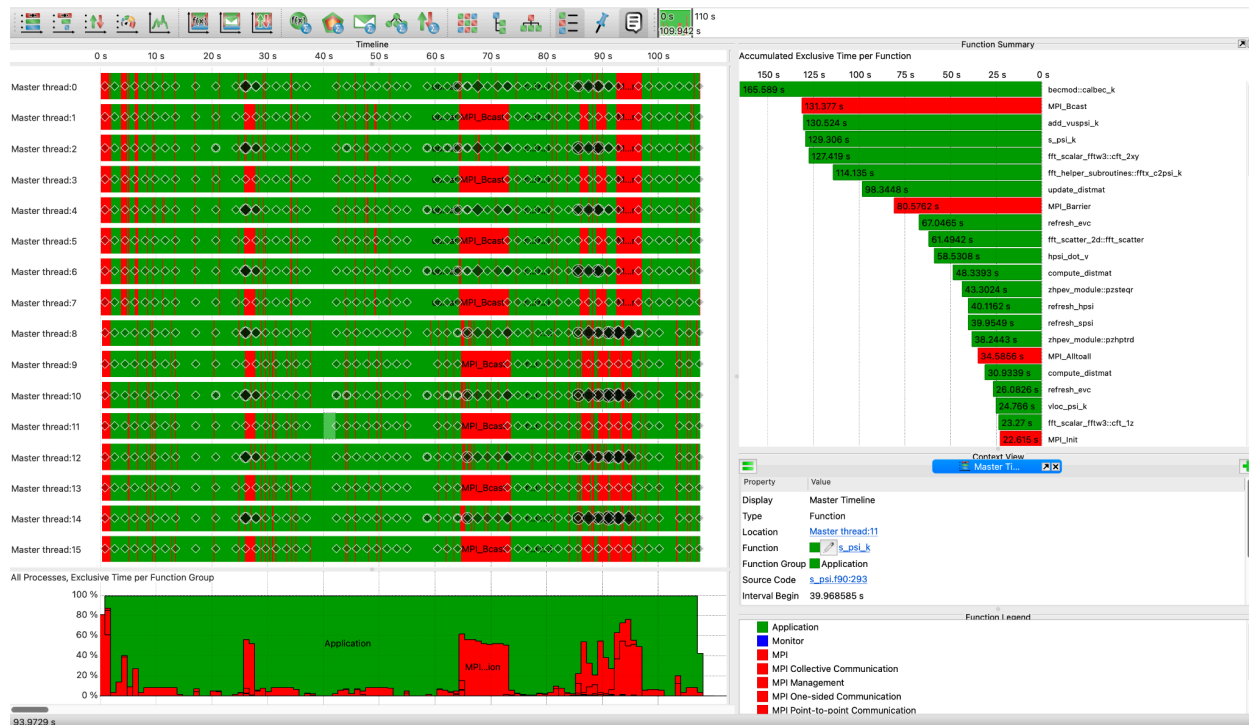 0 s 110 s
109.942 s
Timeline
0 s 10 s 20 s 30 s 40 s 50 s 60 s 70 s 80 s 90 s 100 s
Master thread:0
Master thread:1 MPI_Bcast
Master thread:2
Master thread:3 MPI_Bcast
Master thread:4
Master thread:5 MPI_Bcast
Master thread:6
Master thread:7 MPI_Bcast
Master thread:8
Master thread:9 MPI_Bcast
Master thread:10
Master thread:11 MPI_Bcast
Master thread:12
Master thread:13 MPI_Bcast
Master thread:14
Master thread:15 MPI_Bcast
All Processes, Exclusive Time per Function Group
100 %
80 %
60 %
40 %
20 %
0 %
Application
MPI...ion
93.9729 s
Function Summary
Accumulated Exclusive Time per Function
150 s 125 s 100 s 75 s 50 s 25 s 0 s
165.589 s becmod::calbec_k
131.377 s MPI_Bcast
130.524 s add_vuspsi_k
129.306 s s_psi_k
127.419 s fft_scalar_fftw3::cft_2xy
114.135 s fft_helper_subroutines::fftx_c2psi_k
98.3448 s update_distmat
80.5762 s MPI_Barrier
67.0465 s refresh_evc
61.4942 s fft_scatter_2d::fft_scatter
58.5308 s hpsi_dot_v
48.3393 s compute_distmat
43.3024 s zhpev_module::pzsteqr
40.1162 s refresh_hpsi
39.9549 s refresh_spsi
38.2443 s zhpev_module::pzhptrd
34.5856 s MPI_Alltoall
30.9339 s compute_distmat
26.0826 s refresh_evc
24.766 s vloc_psi_k
23.27 s fft_scalar_fftw3::cft_1z
22.615 s MPI_Init
Context View
Master Ti...
Property Value
Display Master Timeline
Type Function
Location Master thread:11
Function s_psi_k
Function Group Application
Source Code s_psi.f90:293
Interval Begin 39.968585 s
Function Legend
Application
Monitor
MPI
MPI Collective Communication
MPI Management
MPI One-sided Communication
MPI Point-to-point Communication